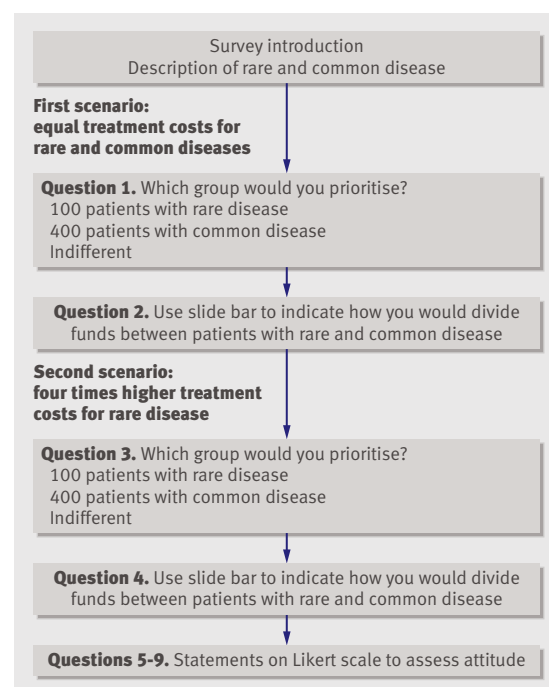 Survey introduction
Description of rare and common disease
First scenario:
equal treatment costs for
rare and common diseases
Question 1. Which group would you prioritise?
100 patients with rare disease
400 patients with common disease
Indifferent
Question 2. Use slide bar to indicate how you would divide
funds between patients with rare and common disease
Second scenario:
four times higher treatment
costs for rare disease
Question 3. Which group would you prioritise?
100 patients with rare disease
400 patients with common disease
Indifferent
Question 4. Use slide bar to indicate how you would divide
funds between patients with rare and common disease
Questions 5-9. Statements on Likert scale to assess attitude